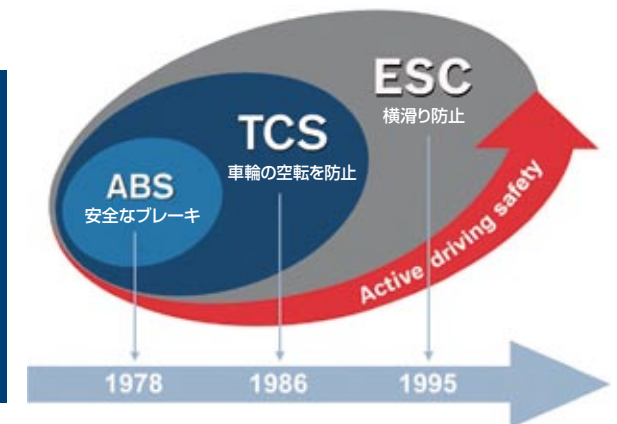 ESC
横滑り防止
TCS
車輪の空転を防止
ABS
安全なブレーキ
Active driving safety
1978
1986
1995